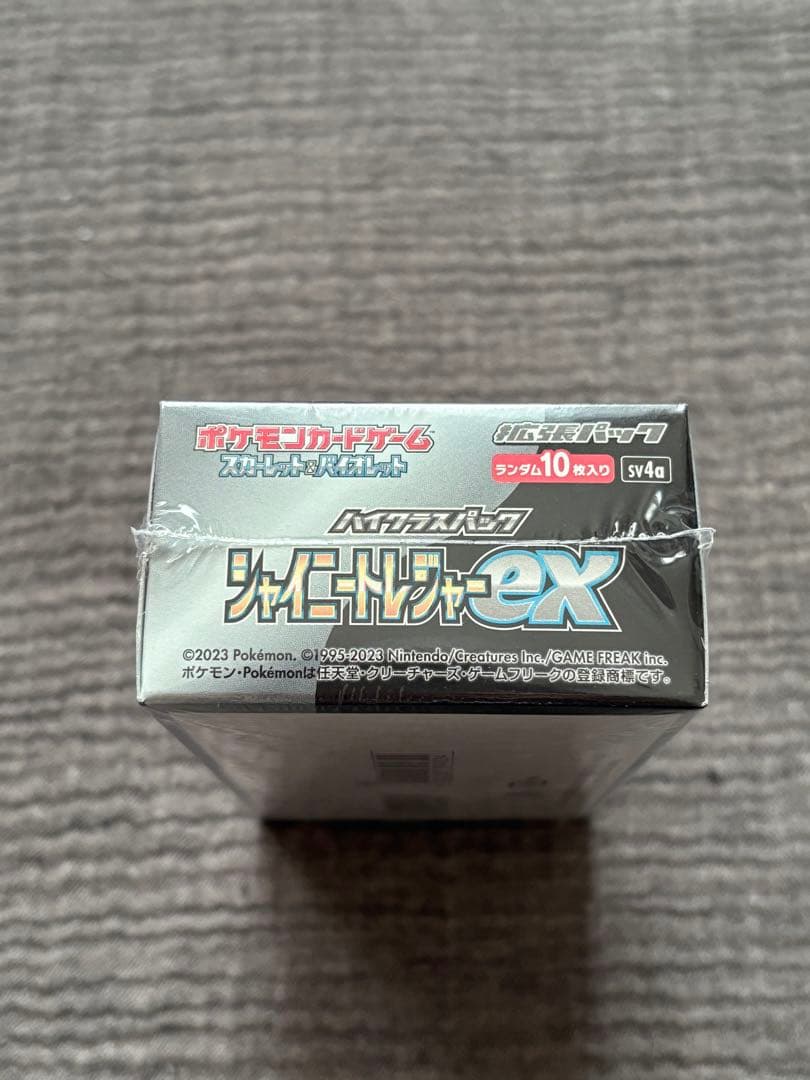 ポケモンカードゲーム™
拡張パック
スカーレット&バイオレット
ランダム10枚入り
SV4a
ハイクラスパック
シャイニートレジャーex
©2023 Pokémon. ©1995-2023 Nintendo/Creatures Inc./GAME FREAK inc.
ポケモン・Pokémonは任天堂・クリーチャーズ・ゲームフリークの登録商標です。